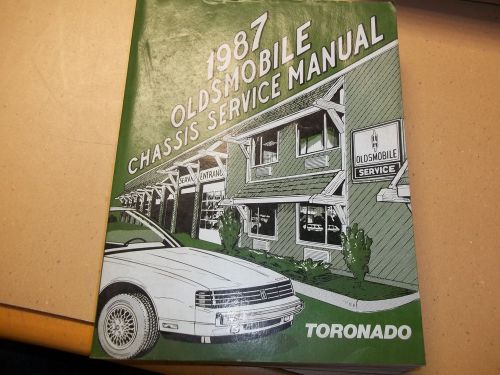 1987
OLDSMOBILE
CHASSIS SERVICE MANUAL
SERVICE ENTRANCE
OLDSMOBILE
SERVICE
TORONADO